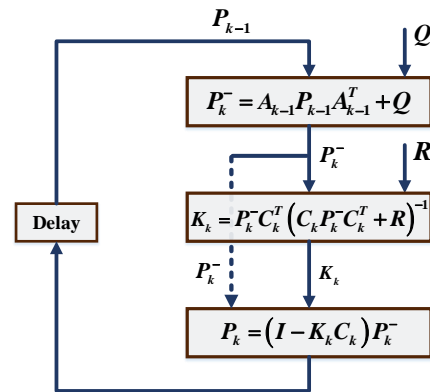 P_{k-1}
Q
P_k^- = A_{k-1} P_{k-1} A_{k-1}^T + Q
P_k^-
R
Delay
K_k = P_k^- C_k^T (C_k P_k^- C_k^T + R)^{-1}
P_k^-
K_k
P_k = (I - K_k C_k) P_k^-